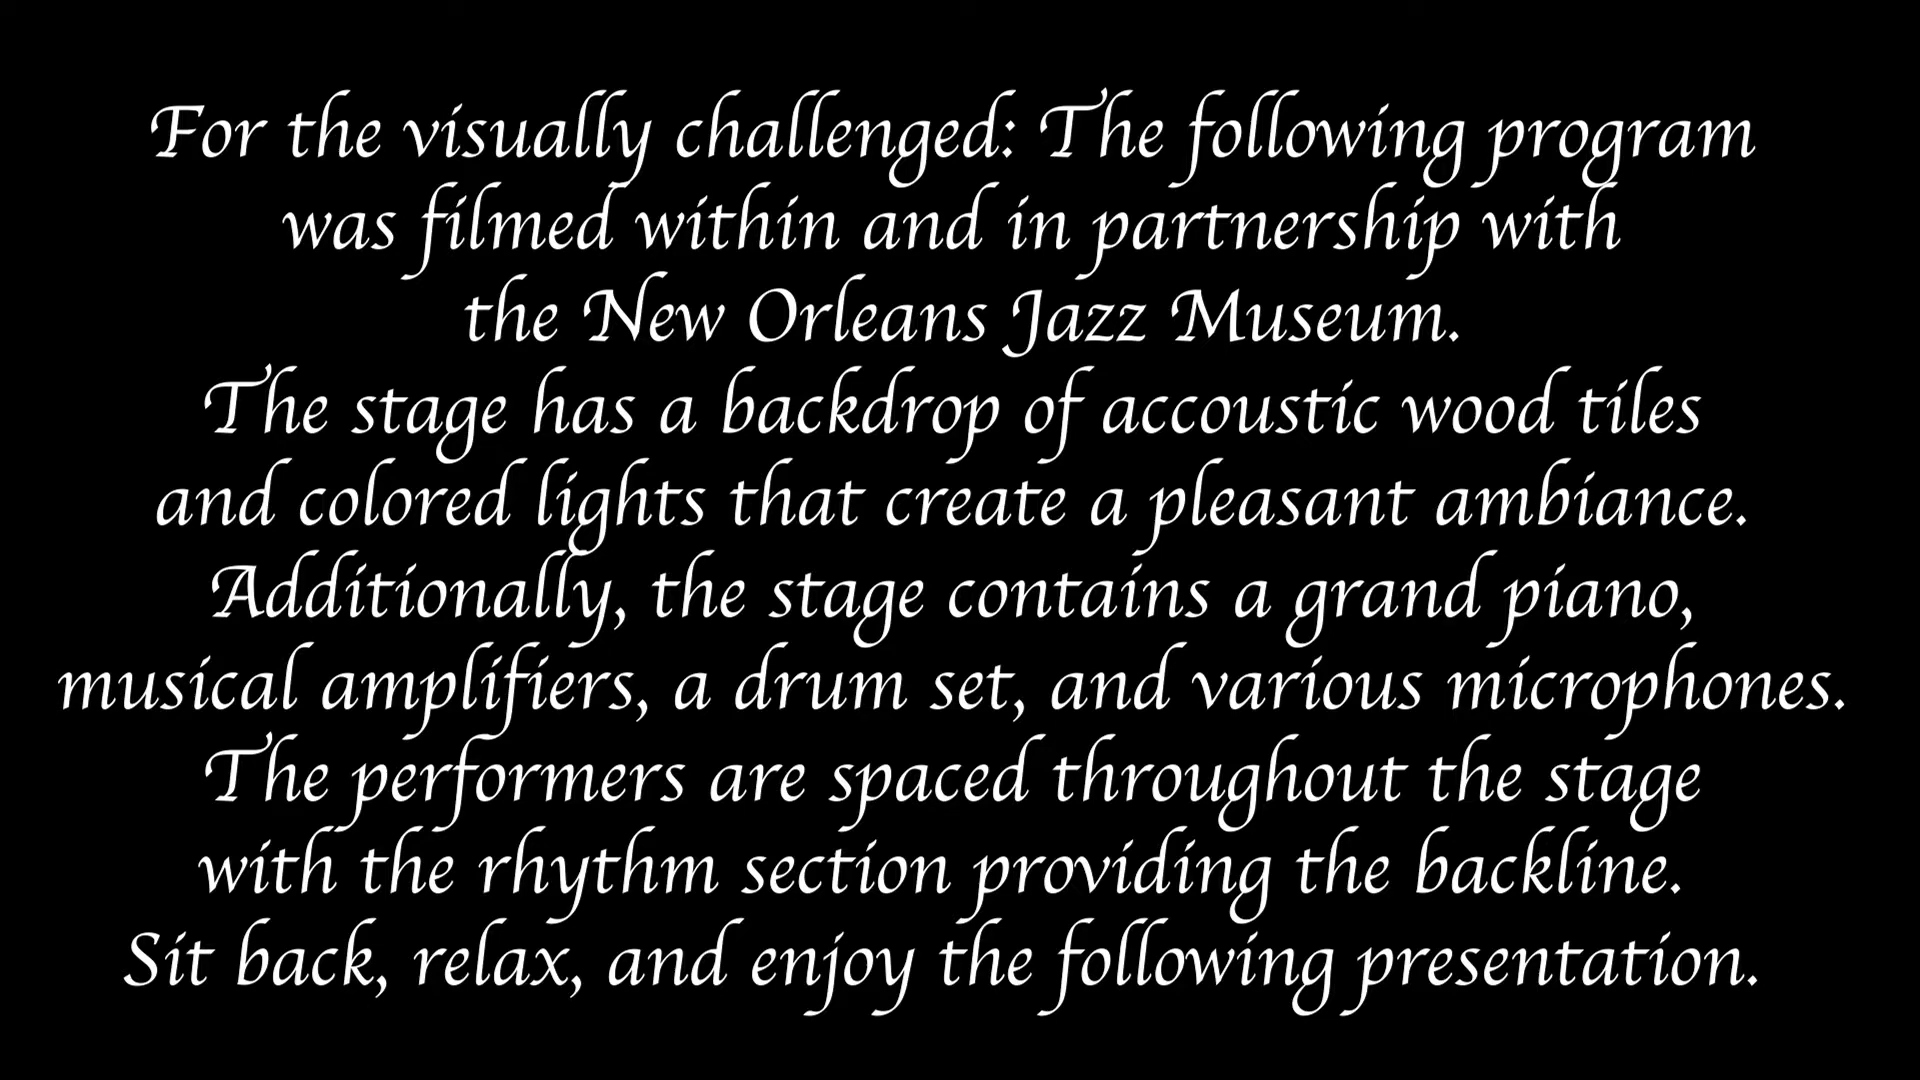 For the visually challenged: The following program
was filmed within and in partnership with
the New Orleans Jazz Museum.
The stage has a backdrop of accoustic wood tiles
and colored lights that create a pleasant ambiance.
Additionally, the stage contains a grand piano,
musical amplifiers, a drum set, and various microphones.
The performers are spaced throughout the stage
with the rhythm section providing the backline.
Sit back, relax, and enjoy the following presentation.